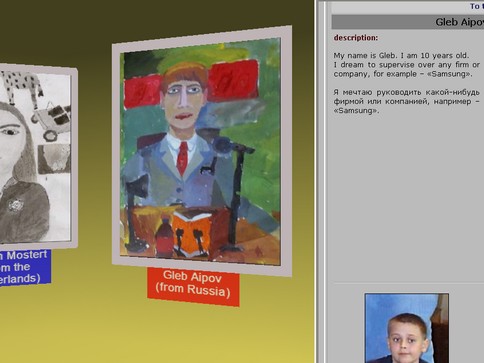 To t
Gleb Aipov
description:
My name is Gleb. I am 10 years old.
I dream to supervise over any firm or
company, for example – «Samsung».
Я мечтаю руководить какой-нибудь
фирмой или компанией, например –
«Samsung».
n Mostert
m the
erlands)
Gleb Aipov
(from Russia)